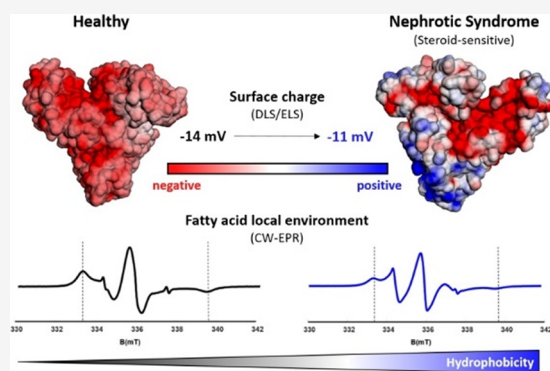 Healthy
Nephrotic Syndrome
(Steroid-sensitive)
Surface charge
(DLS/ELS)
-14 mV
-11 mV
negative
positive
Fatty acid local environment
(CW-EPR)
330 332 334 336 338 340 342
B(mT)
330 332 334 336 338 340 342
B(mT)
Hydrophobicity